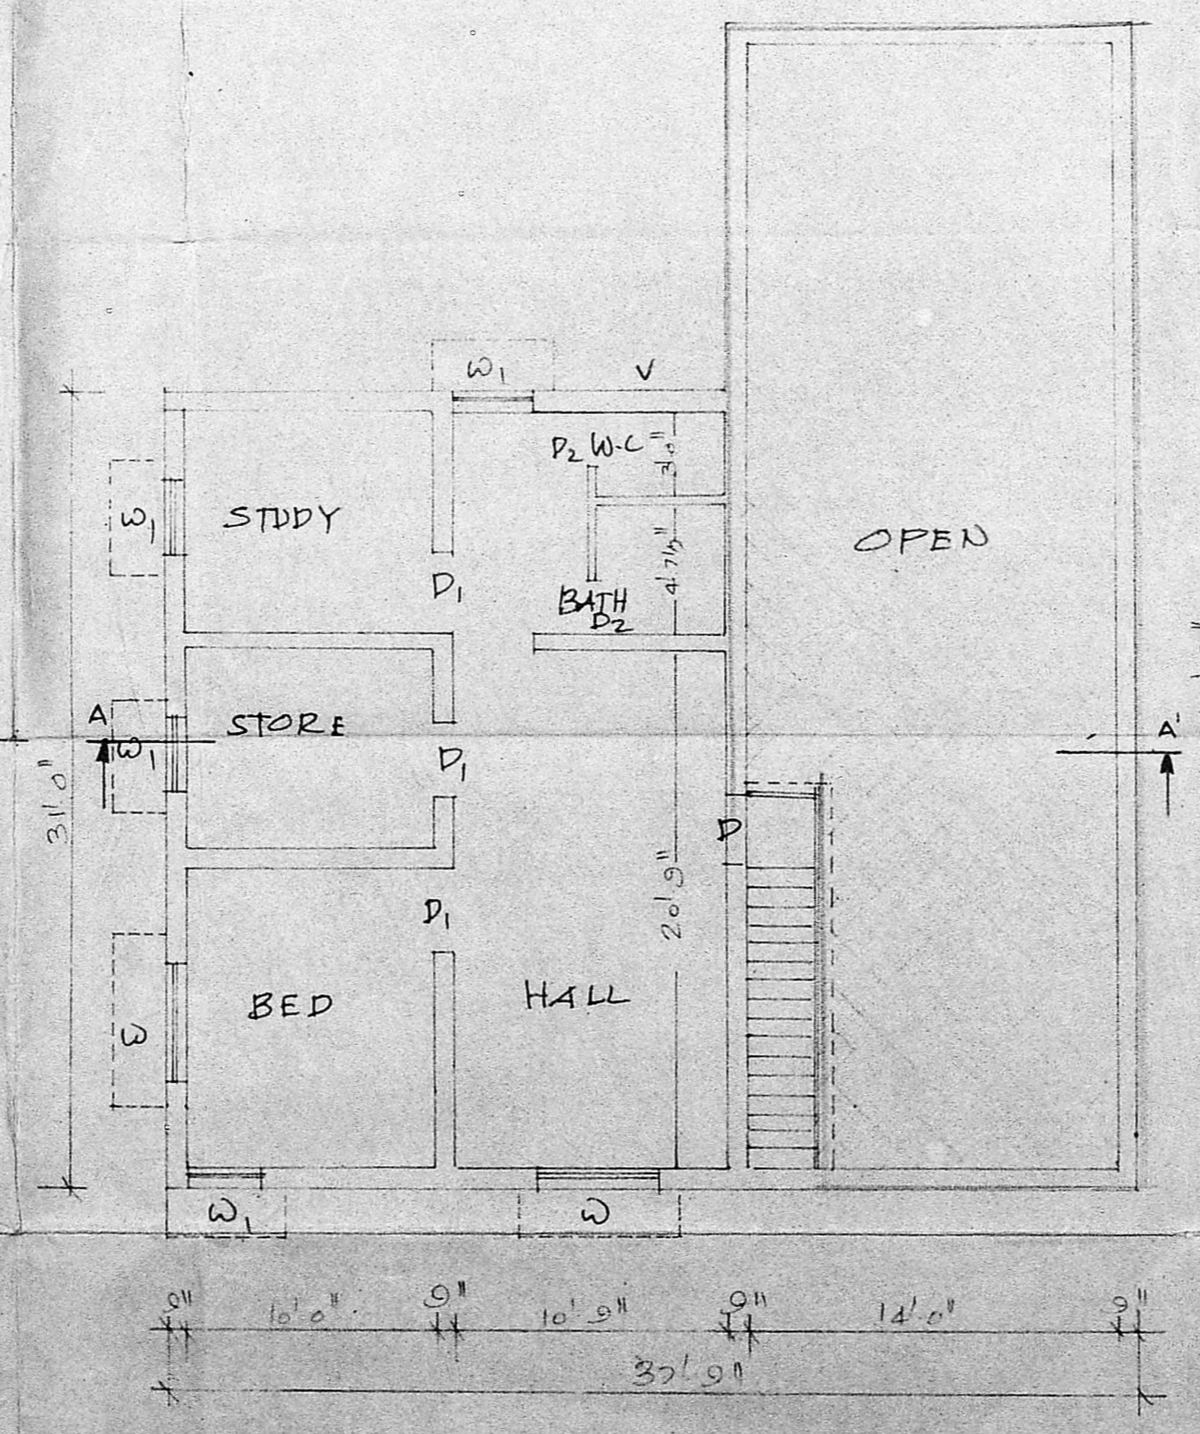 W1
V
D2 W.C
3'.0"
W1
STUDY
OPEN
4'.7½"
D1
BATH
D2
A
STORE
A'
W1
D1
31'.0"
D
20'.9"
D1
BED
HALL
W
W1
W
9"
10'.0"
9"
10'.9"
9"
14'.0"
9"
37'.9"